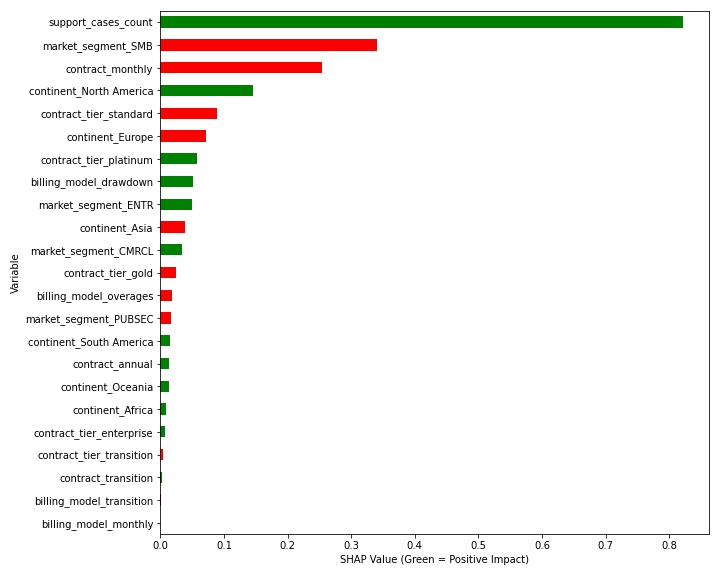 support_cases_count
market_segment_SMB
contract_monthly
continent_North America
contract_tier_standard
continent_Europe
contract_tier_platinum
billing_model_drawdown
market_segment_ENTR
continent_Asia
market_segment_CMRCL
contract_tier_gold
billing_model_overages
market_segment_PUBSEC
continent_South America
contract_annual
continent_Oceania
continent_Africa
contract_tier_enterprise
contract_tier_transition
contract_transition
billing_model_transition
billing_model_monthly
Variable
0.0 0.1 0.2 0.3 0.4 0.5 0.6 0.7 0.8
SHAP Value (Green = Positive Impact)